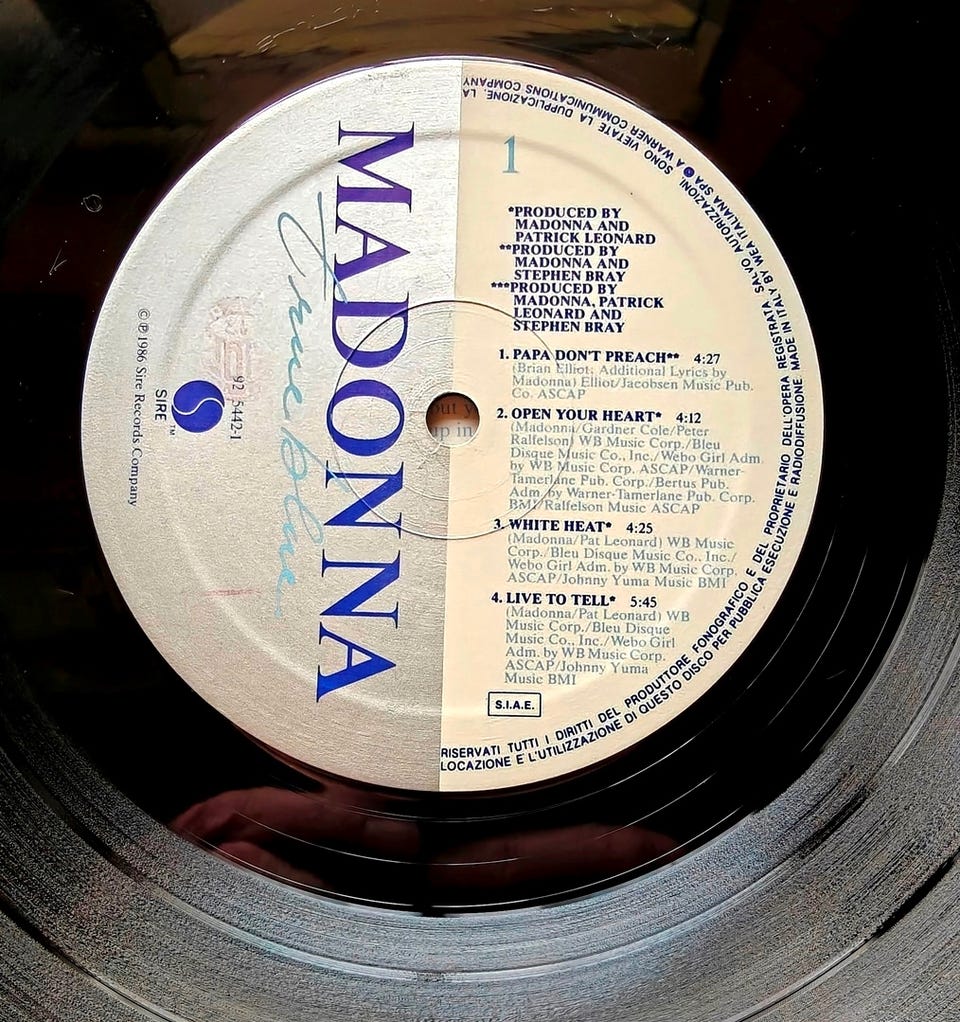 MADONNA
True blue
92 5442-1
SIRE™
© ℗ 1986 Sire Records Company
1
*PRODUCED BY
MADONNA AND
PATRICK LEONARD
**PRODUCED BY
MADONNA AND
STEPHEN BRAY
***PRODUCED BY
MADONNA, PATRICK
LEONARD AND
STEPHEN BRAY
1. PAPA DON'T PREACH** 4:27
(Brian Elliot; Additional Lyrics by
Madonna) Elliot/Jacobsen Music Pub.
Co. ASCAP
2. OPEN YOUR HEART* 4:12
(Madonna/Gardner Cole/Peter
Ralfelson) WB Music Corp./Bleu
Disque Music Co., Inc./Webo Girl Adm.
by WB Music Corp. ASCAP/Warner-
Tamerlane Pub. Corp./Bertus Pub.
Adm. by Warner-Tamerlane Pub. Corp.
BMI/Ralfelson Music ASCAP
3. WHITE HEAT* 4:25
(Madonna/Pat Leonard) WB Music
Corp./Bleu Disque Music Co., Inc./
Webo Girl Adm. by WB Music Corp.
ASCAP/Johnny Yuma Music BMI
4. LIVE TO TELL* 5:45
(Madonna/Pat Leonard) WB
Music Corp./Bleu Disque
Music Co., Inc./Webo Girl
Adm. by WB Music Corp.
ASCAP/Johnny Yuma
Music BMI
S.I.A.E.
RISERVATI TUTTI I DIRITTI DEL PRODUTTORE FONOGRAFICO E DEL PROPRIETARIO DELL'OPERA REGISTRATA. SALVO AUTORIZZAZIONI, SONO VIETATE LA DUPPLICAZIONE, LA
LOCAZIONE E L'UTILIZZAZIONE DI QUESTO DISCO PER PUBBLICA ESECUZIONE E RADIODIFFUSIONE MADE IN ITALY BY WEA ITALIANA SPA A WARNER COMMUNICATIONS COMPANY
up in